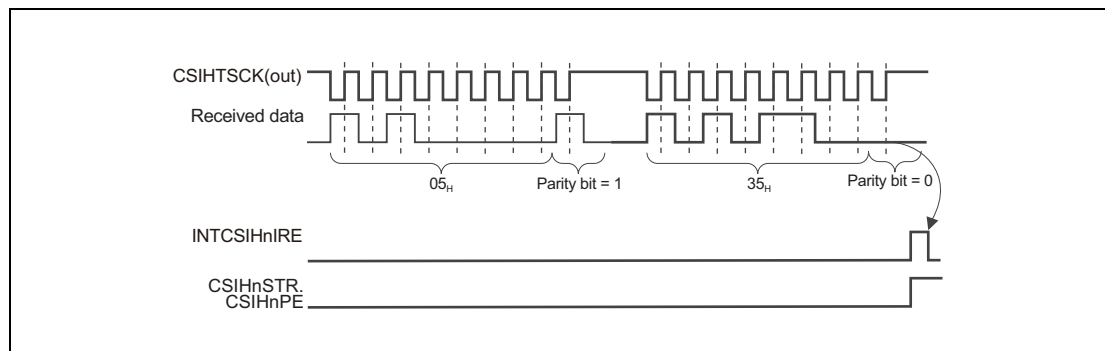 CSIHTSCK(out)
Received data
05H
Parity bit = 1
35H
Parity bit = 0
INTCSIHnIRE
CSIHnSTR.
CSIHnPE